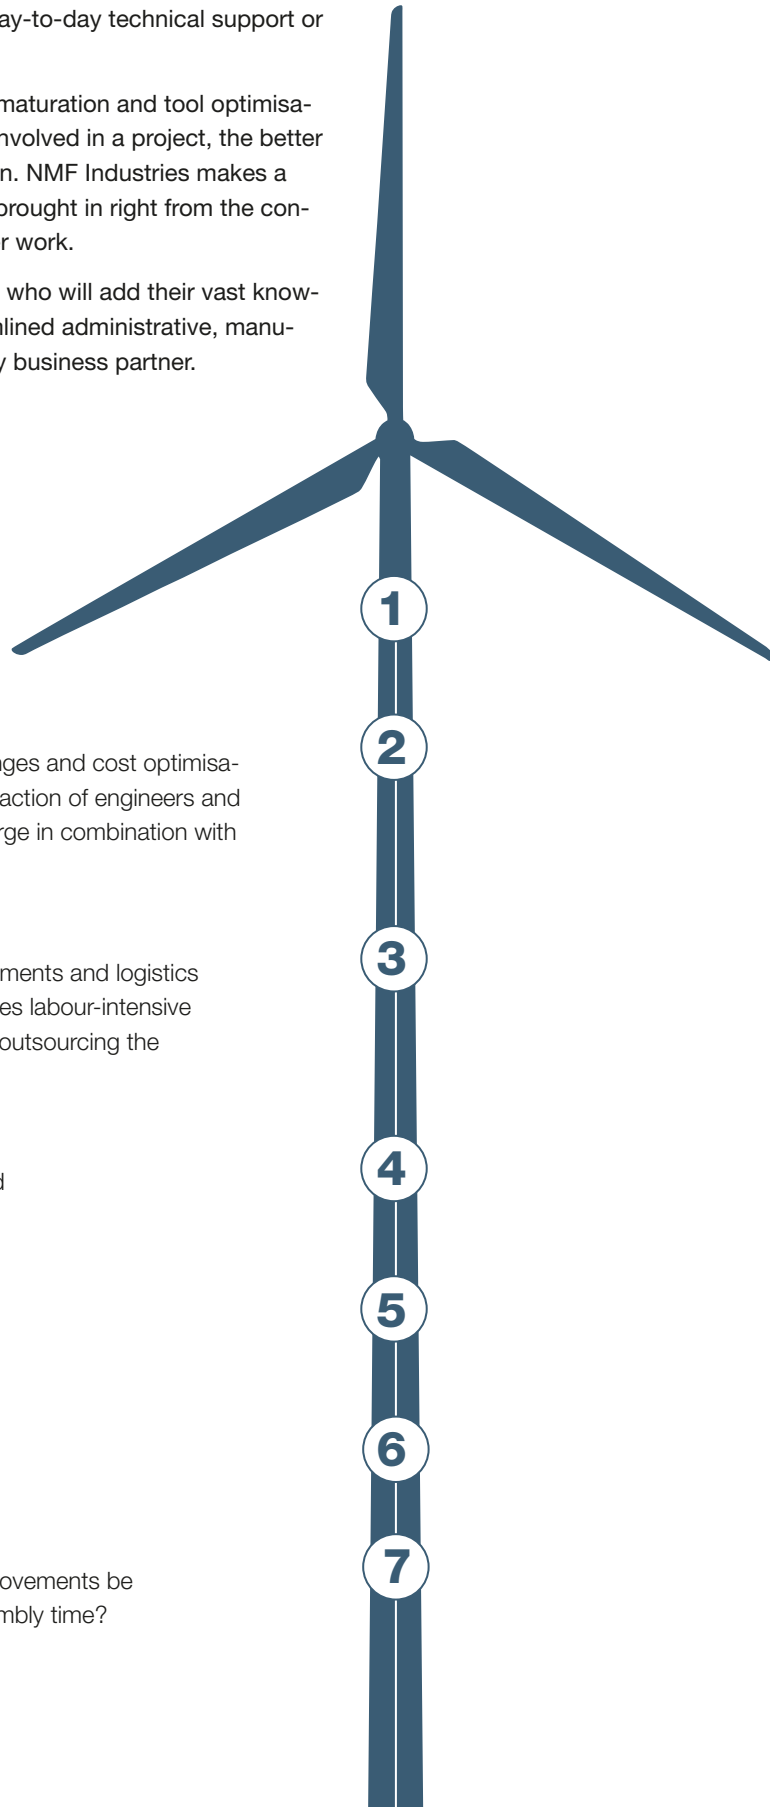 ay-to-day technical support or
maturation and tool optimisa-
nvolved in a project, the better
n. NMF Industries makes a
brought in right from the con-
r work.
who will add their vast know-
nlined administrative, manu-
y business partner.
1
2
nges and cost optimisa-
action of engineers and
rge in combination with
3
ments and logistics
es labour-intensive
outsourcing the
4
d
5
6
7
ovements be
mbly time?